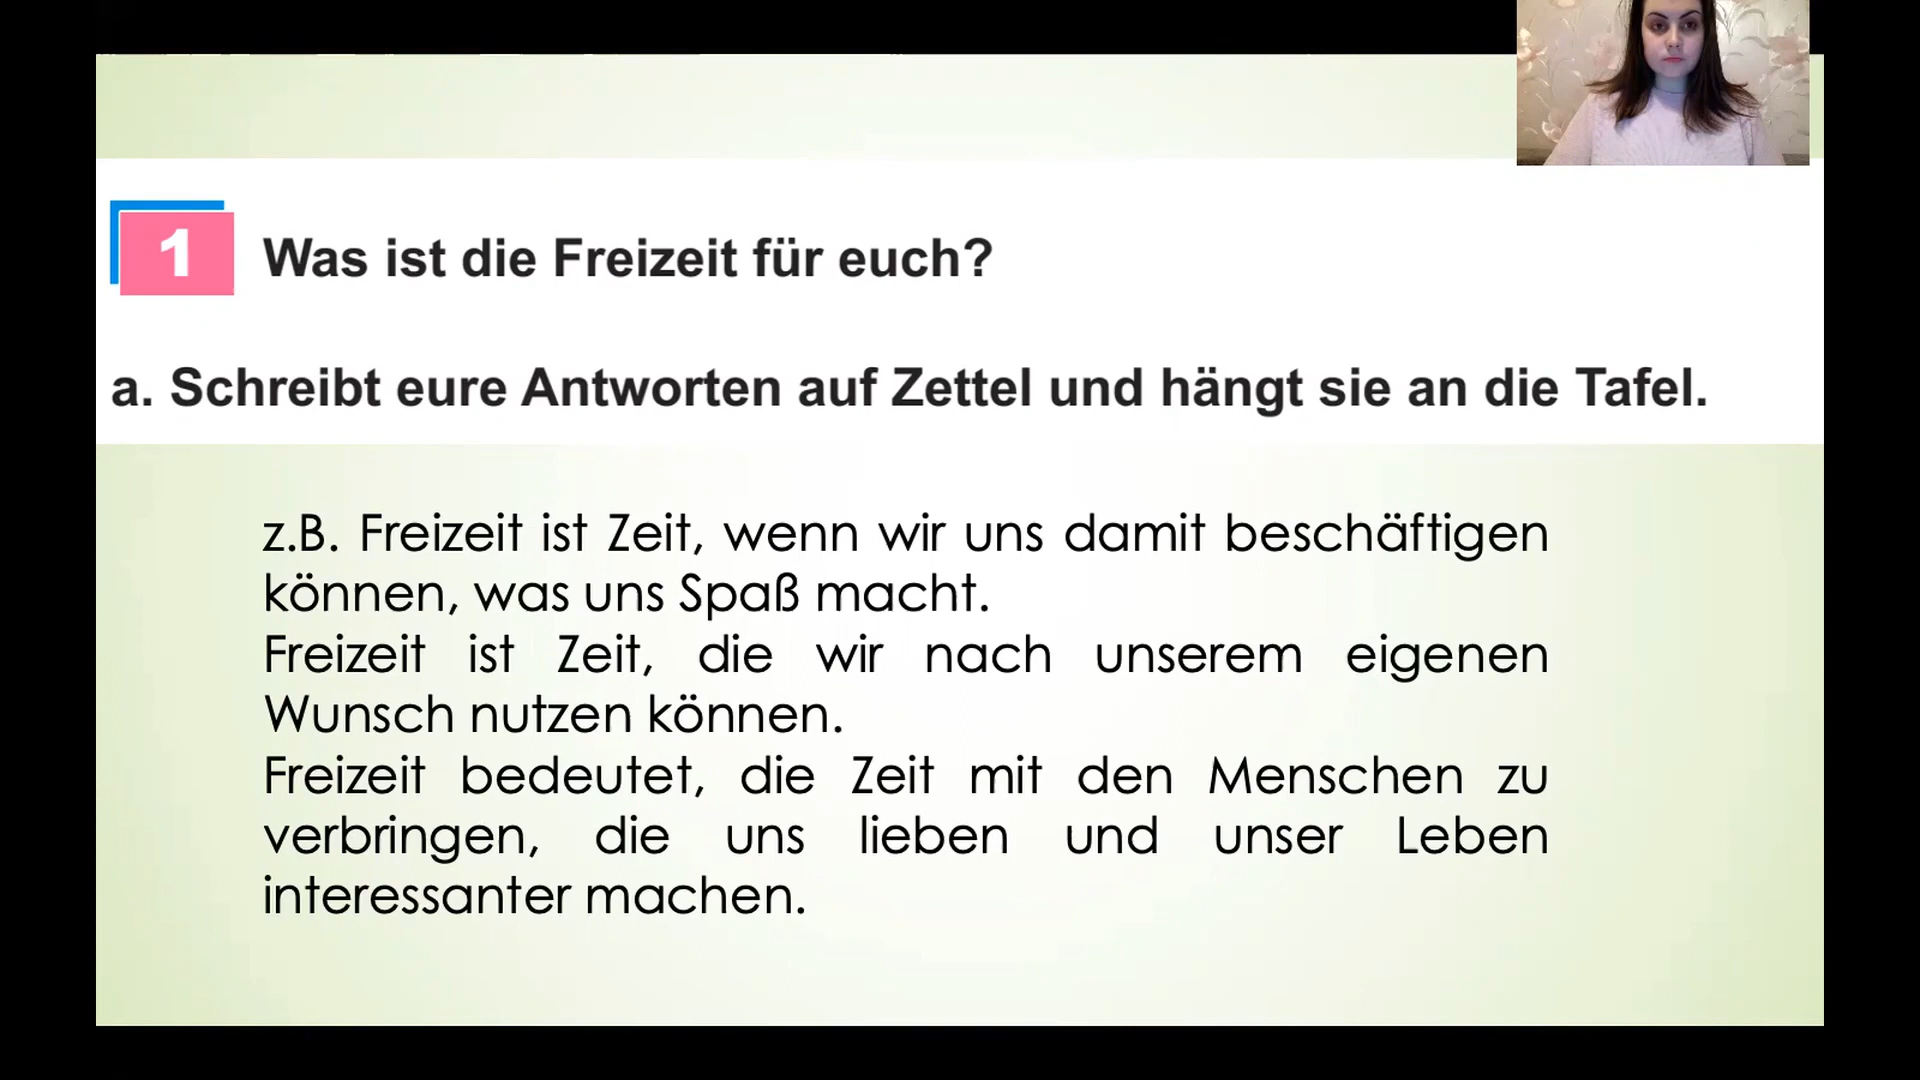 1 Was ist die Freizeit für euch?
a. Schreibt eure Antworten auf Zettel und hängt sie an die Tafel.
z.B. Freizeit ist Zeit, wenn wir uns damit beschäftigen
können, was uns Spaß macht.
Freizeit ist Zeit, die wir nach unserem eigenen
Wunsch nutzen können.
Freizeit bedeutet, die Zeit mit den Menschen zu
verbringen, die uns lieben und unser Leben
interessanter machen.